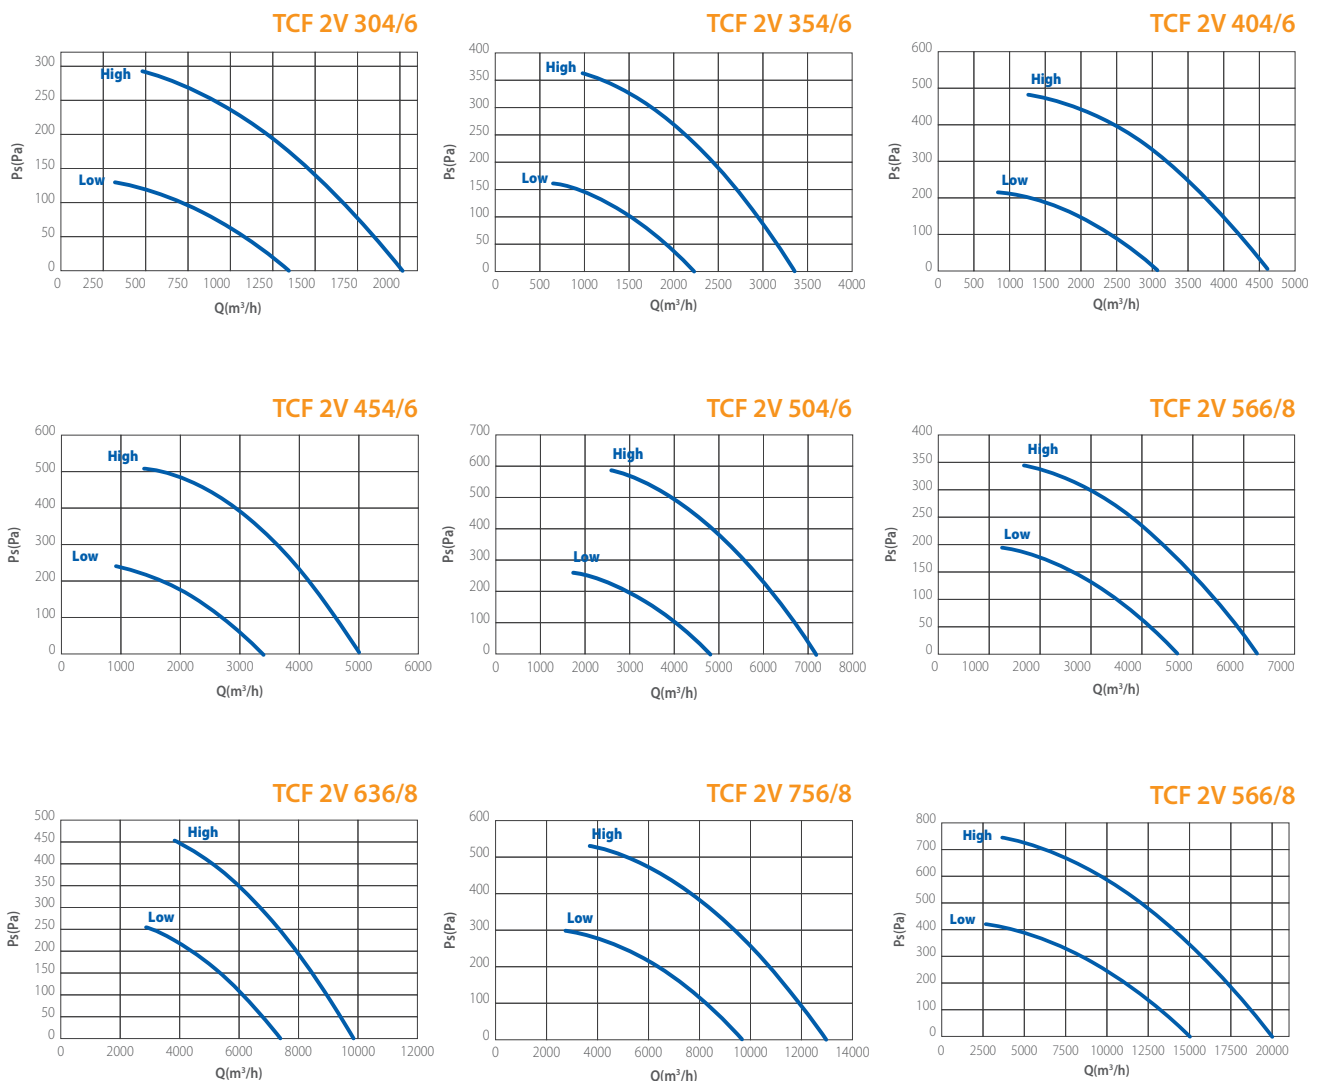 TCF 2V 304/6
300
250
200
150
100
50
0
Ps(Pa)
High
Low
0 250 500 750 1000 1250 1500 1750 2000
Q(m³/h)
TCF 2V 354/6
400
350
300
250
200
150
100
50
0
Ps(Pa)
High
Low
0 500 1000 1500 2000 2500 3000 3500 4000
Q(m³/h)
TCF 2V 404/6
600
500
400
300
200
100
0
Ps(Pa)
High
Low
0 500 1000 1500 2000 2500 3000 3500 4000 4500 5000
Q(m³/h)
TCF 2V 454/6
600
500
400
300
200
100
0
Ps(Pa)
High
Low
0 1000 2000 3000 4000 5000 6000
Q(m³/h)
TCF 2V 504/6
700
600
500
400
300
200
100
0
Ps(Pa)
High
Low
0 1000 2000 3000 4000 5000 6000 7000 8000
Q(m³/h)
TCF 2V 566/8
400
350
300
250
200
150
100
50
0
Ps(Pa)
High
Low
0 1000 2000 3000 4000 5000 6000 7000
Q(m³/h)
TCF 2V 636/8
500
450
400
350
300
250
200
150
100
50
0
Ps(Pa)
High
Low
0 2000 4000 6000 8000 10000 12000
Q(m³/h)
TCF 2V 756/8
600
500
400
300
200
100
0
Ps(Pa)
High
Low
0 2000 4000 6000 8000 10000 12000 14000
Q(m³/h)
TCF 2V 566/8
800
700
600
500
400
300
200
100
0
Ps(Pa)
High
Low
0 2500 5000 7500 10000 12500 15000 17500 20000
Q(m³/h)